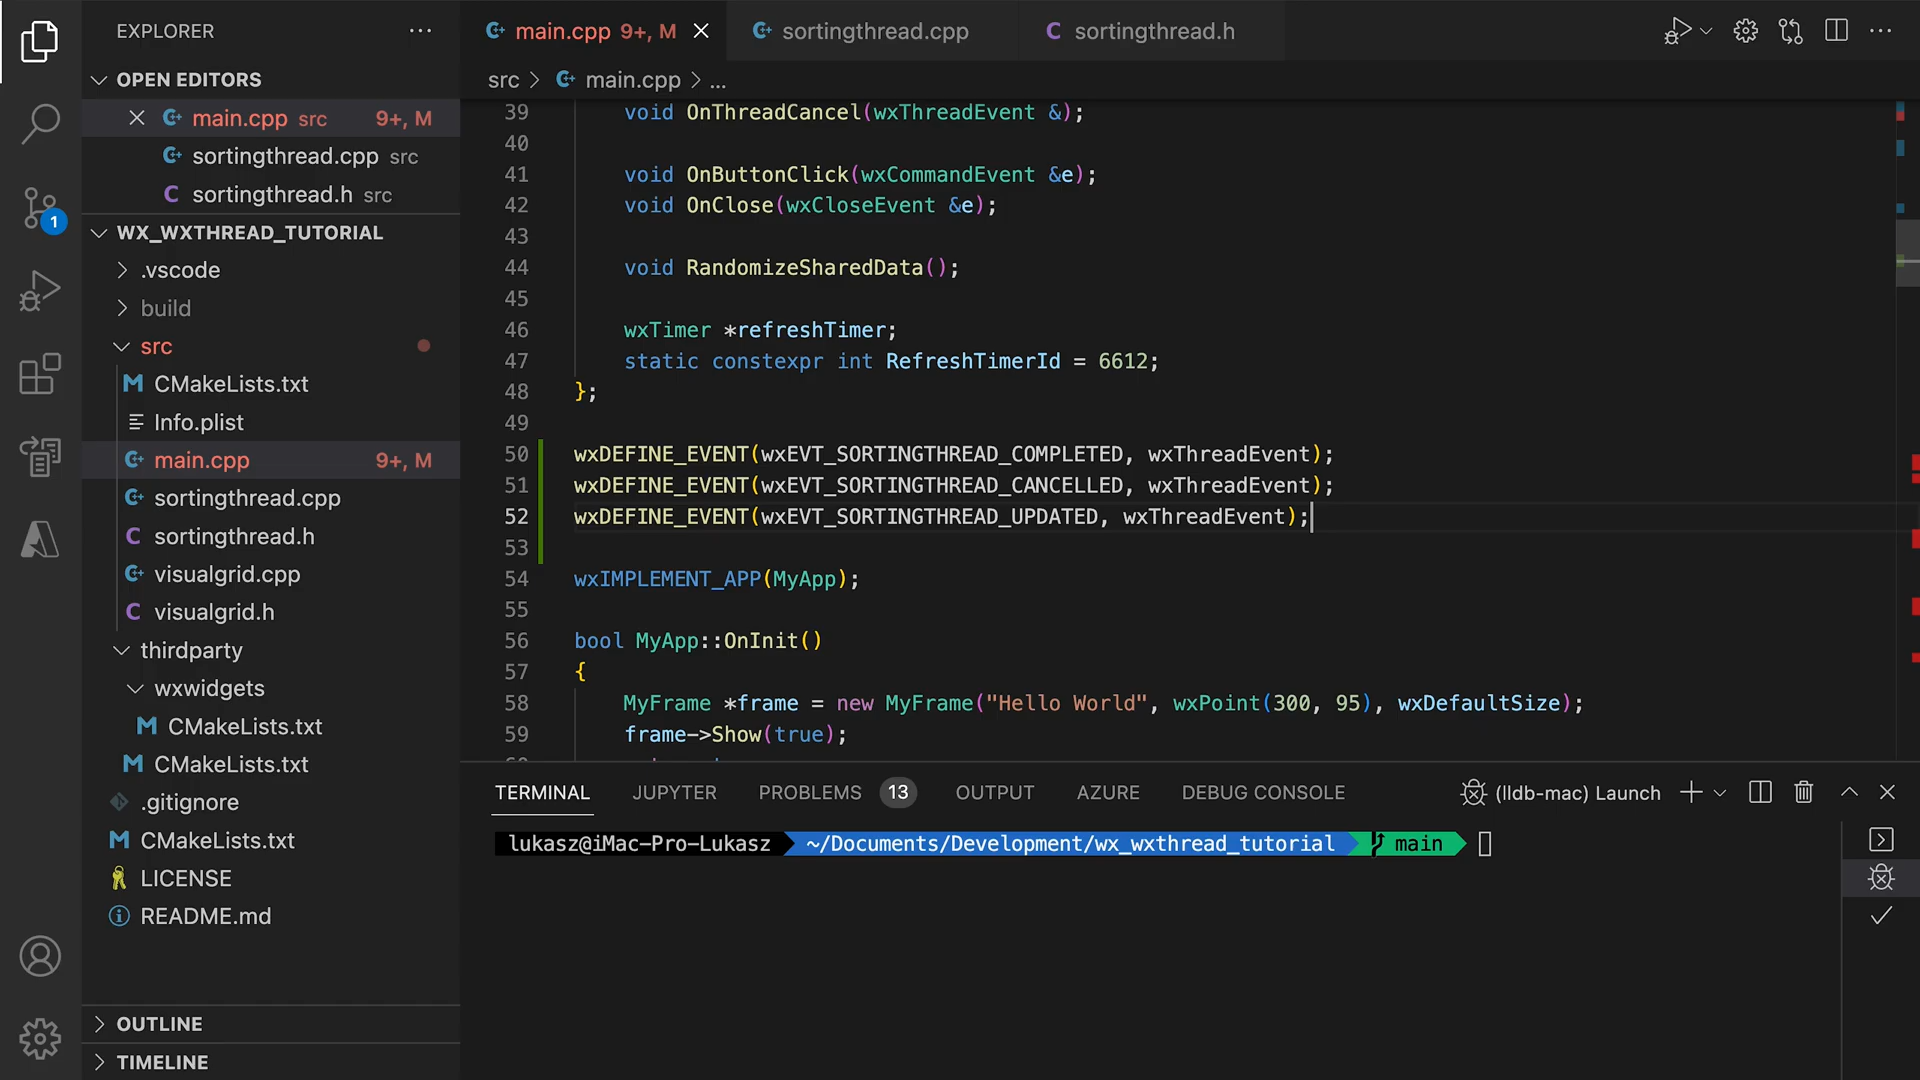 EXPLORER
OPEN EDITORS
main.cpp src 9+, M
sortingthread.cpp src
sortingthread.h src
1
WX_WXTHREAD_TUTORIAL
.vscode
build
src
CMakeLists.txt
Info.plist
main.cpp 9+, M
sortingthread.cpp
sortingthread.h
visualgrid.cpp
visualgrid.h
thirdparty
wxwidgets
CMakeLists.txt
CMakeLists.txt
.gitignore
CMakeLists.txt
LICENSE
README.md
OUTLINE
TIMELINE
main.cpp 9+, M sortingthread.cpp sortingthread.h
src > main.cpp > ...
39 void OnThreadCancel(wxThreadEvent &);
40
41 void OnButtonClick(wxCommandEvent &e);
42 void OnClose(wxCloseEvent &e);
43
44 void RandomizeSharedData();
45
46 wxTimer *refreshTimer;
47 static constexpr int RefreshTimerId = 6612;
48 };
49
50 wxDEFINE_EVENT(wxEVT_SORTINGTHREAD_COMPLETED, wxThreadEvent);
51 wxDEFINE_EVENT(wxEVT_SORTINGTHREAD_CANCELLED, wxThreadEvent);
52 wxDEFINE_EVENT(wxEVT_SORTINGTHREAD_UPDATED, wxThreadEvent);
53
54 wxIMPLEMENT_APP(MyApp);
55
56 bool MyApp::OnInit()
57 {
58 MyFrame *frame = new MyFrame("Hello World", wxPoint(300, 95), wxDefaultSize);
59 frame->Show(true);
TERMINAL JUPYTER PROBLEMS 13 OUTPUT AZURE DEBUG CONSOLE (lldb-mac) Launch
lukasz@iMac-Pro-Lukasz ~/Documents/Development/wx_wxthread_tutorial main